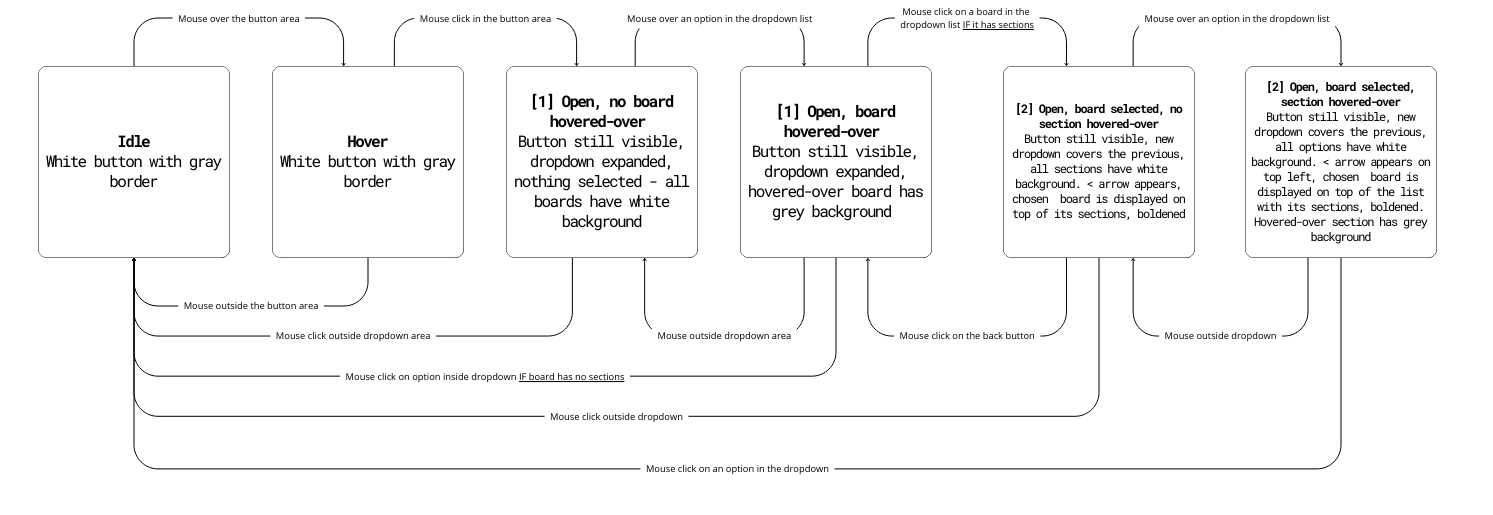 Mouse over the button area
Mouse click in the button area
Mouse over an option in the dropdown list
Mouse click on a board in the
dropdown list IF it has sections
Mouse over an option in the dropdown list
Idle
White button with gray
border
Hover
White button with gray
border
[1] Open, no board
hovered-over
Button still visible,
dropdown expanded,
nothing selected - all
boards have white
background
[1] Open, board
hovered-over
Button still visible,
dropdown expanded,
hovered-over board has
grey background
[2] Open, board selected, no
section hovered-over
Button still visible, new
dropdown covers the previous,
all sections have white
background. < arrow appears,
chosen  board is displayed on
top of its sections, boldened
[2] Open, board selected,
section hovered-over
Button still visible, new
dropdown covers the previous,
all options have white
background. < arrow appears on
top left, chosen  board is
displayed on top of the list
with its sections, boldened.
Hovered-over section has grey
background
Mouse outside the button area
Mouse click outside dropdown area
Mouse outside dropdown area
Mouse click on the back button
Mouse outside dropdown
Mouse click on option inside dropdown IF board has no sections
Mouse click outside dropdown
Mouse click on an option in the dropdown